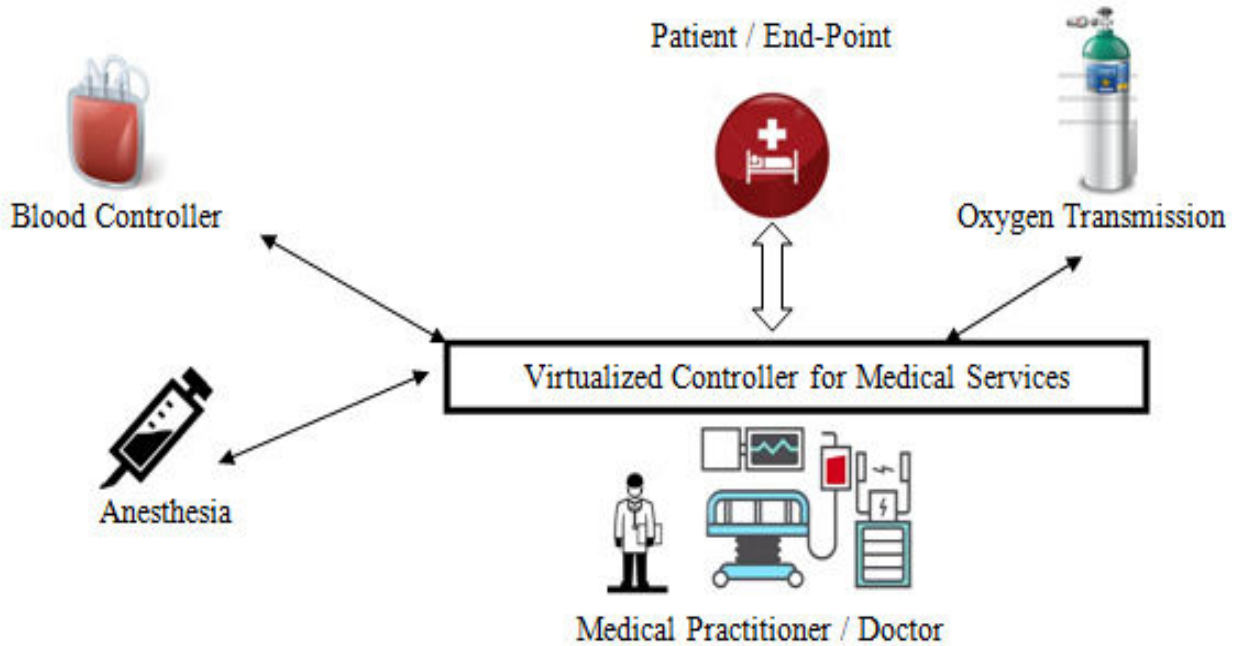 Patient / End-Point
Blood Controller
Oxygen Transmission
Virtualized Controller for Medical Services
Anesthesia
Medical Practitioner / Doctor